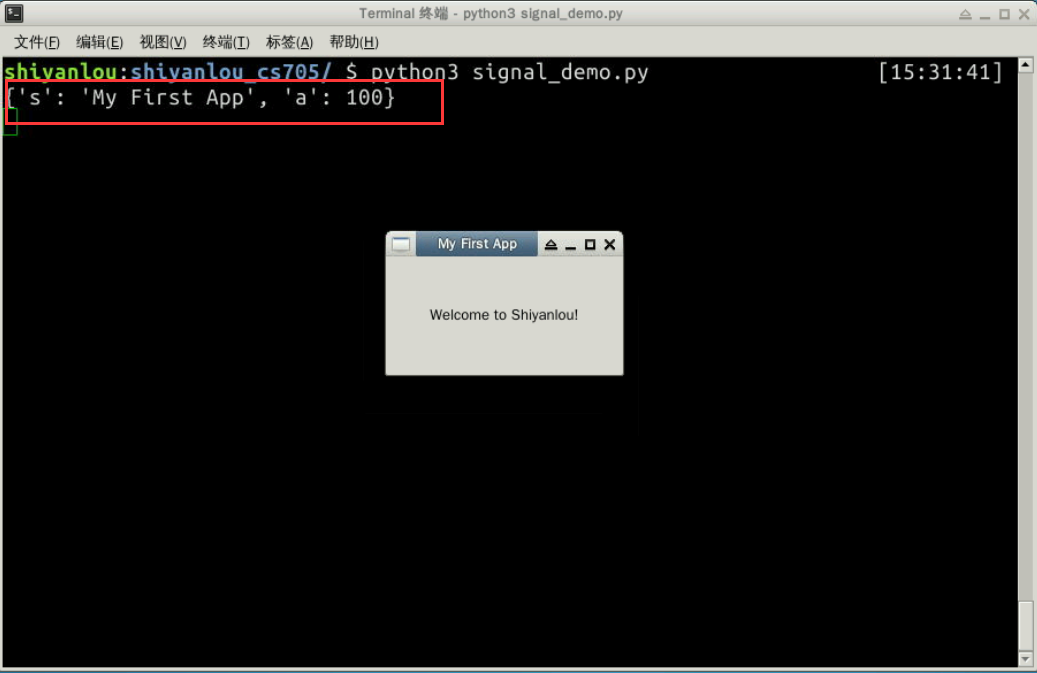 Terminal 终端 - python3 signal_demo.py
文件(F) 编辑(E) 视图(V) 终端(T) 标签(A) 帮助(H)
shiyanlou:shiyanlou_cs705/ $ python3 signal_demo.py [15:31:41]
{'s': 'My First App', 'a': 100}
My First App
Welcome to Shiyanlou!